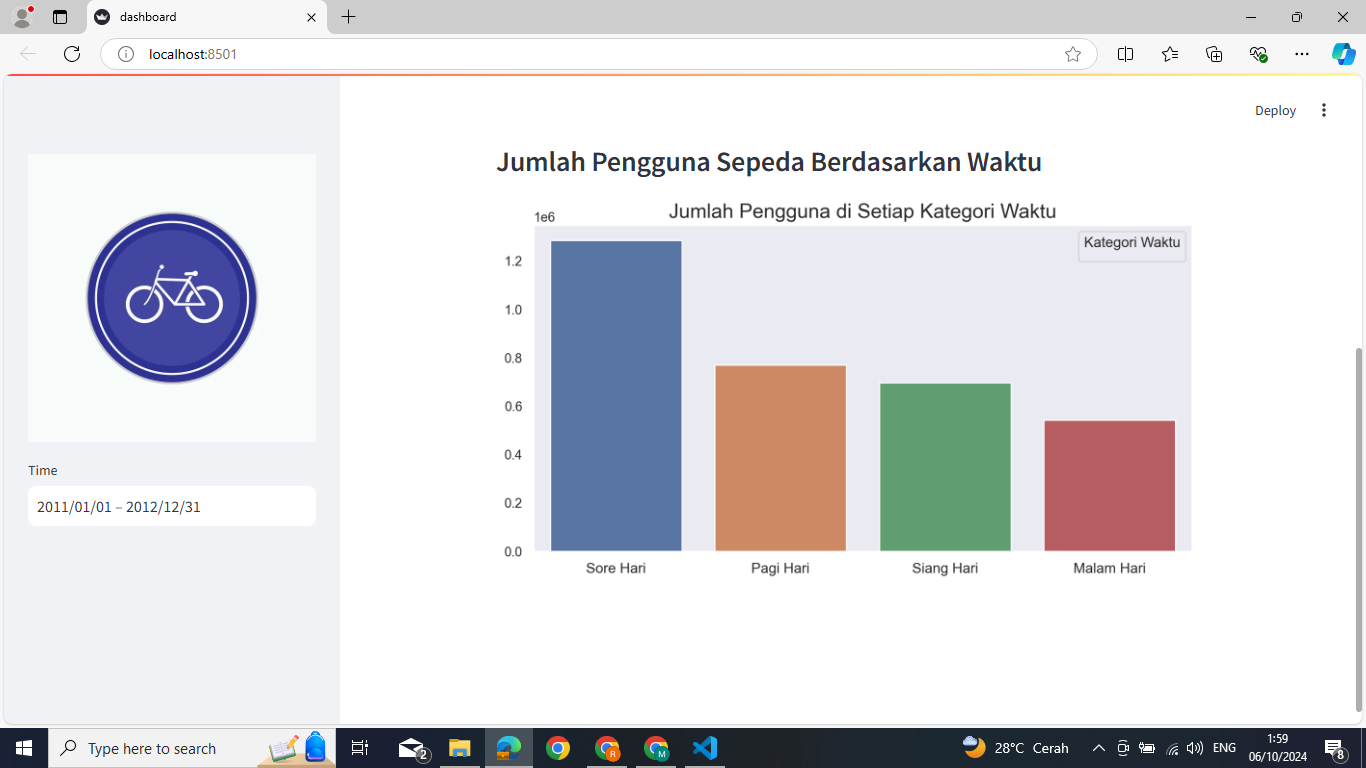 dashboard
localhost:8501
Deploy
Jumlah Pengguna Sepeda Berdasarkan Waktu
Jumlah Pengguna di Setiap Kategori Waktu
1e6
Kategori Waktu
1.2
1.0
0.8
0.6
0.4
0.2
0.0
Sore Hari Pagi Hari Siang Hari Malam Hari
Time
2011/01/01 – 2012/12/31
Type here to search
2
R
M
28°C Cerah
ENG
1:59
06/10/2024
8